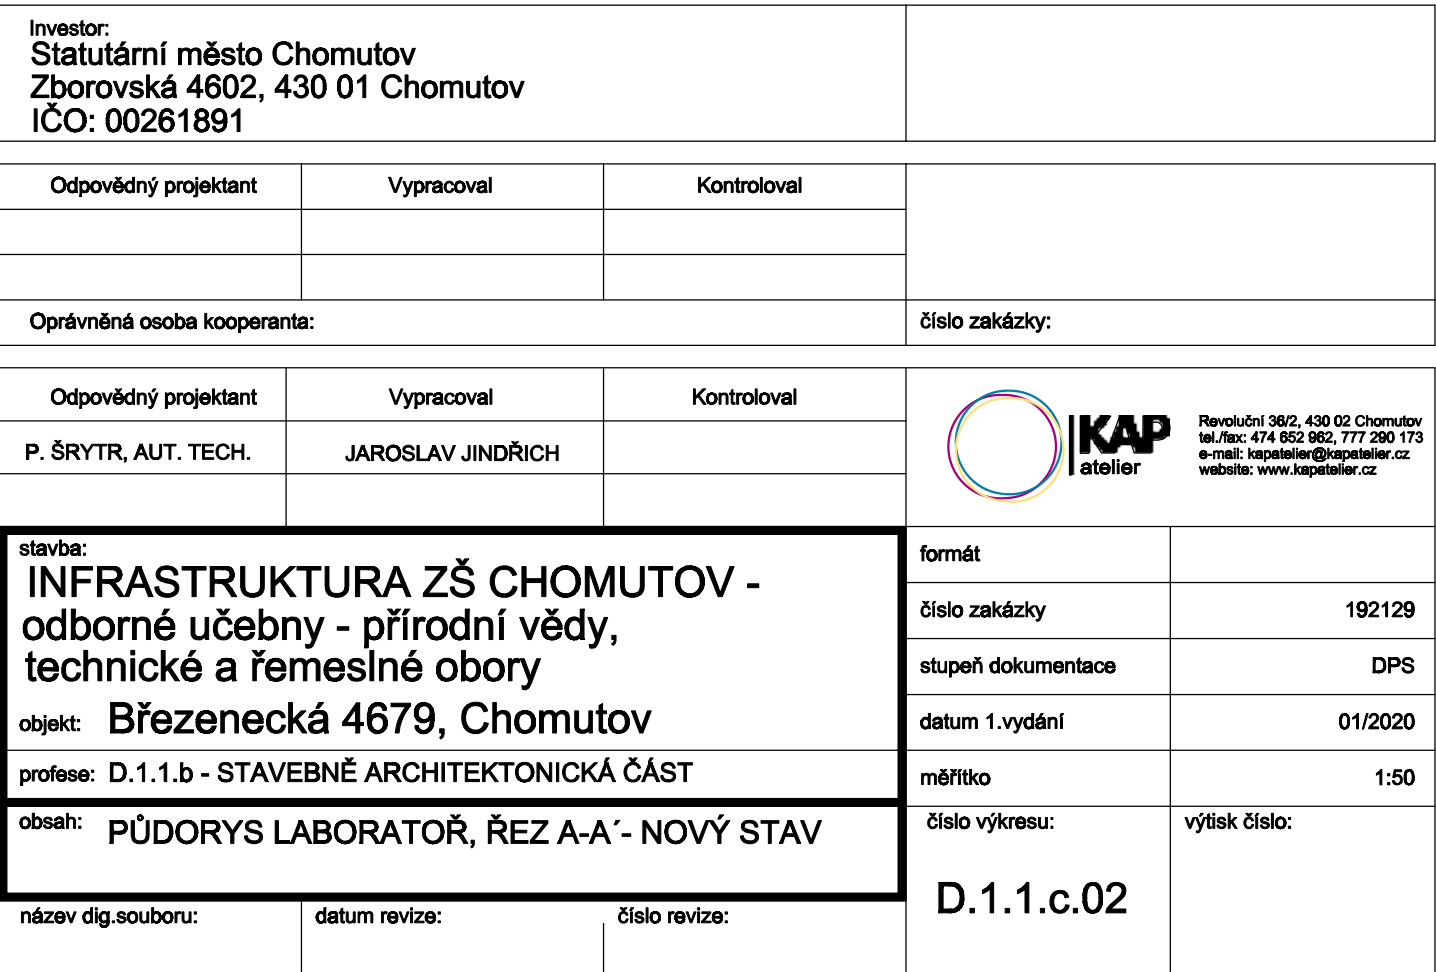 Investor:
Statutární město Chomutov
Zborovská 4602, 430 01 Chomutov
IČO: 00261891
Odpovědný projektant Vypracoval Kontroloval
Oprávněná osoba kooperanta: číslo zakázky:
Odpovědný projektant Vypracoval Kontroloval
P. ŠRYTR, AUT. TECH. JAROSLAV JINDŘICH
KAP
atelier
Revoluční 36/2, 430 02 Chomutov
tel./fax: 474 652 962, 777 290 173
e-mail: kapatelier@kapatelier.cz
website: www.kapatelier.cz
stavba:
INFRASTRUKTURA ZŠ CHOMUTOV -
odborné učebny - přírodní vědy,
technické a řemeslné obory
objekt: Březenecká 4679, Chomutov
profese: D.1.1.b - STAVEBNĚ ARCHITEKTONICKÁ ČÁST
obsah: PŮDORYS LABORATOŘ, ŘEZ A-A´- NOVÝ STAV
formát
číslo zakázky 192129
stupeň dokumentace DPS
datum 1.vydání 01/2020
měřítko 1:50
číslo výkresu: výtisk číslo:
D.1.1.c.02
název dig.souboru: datum revize: číslo revize: